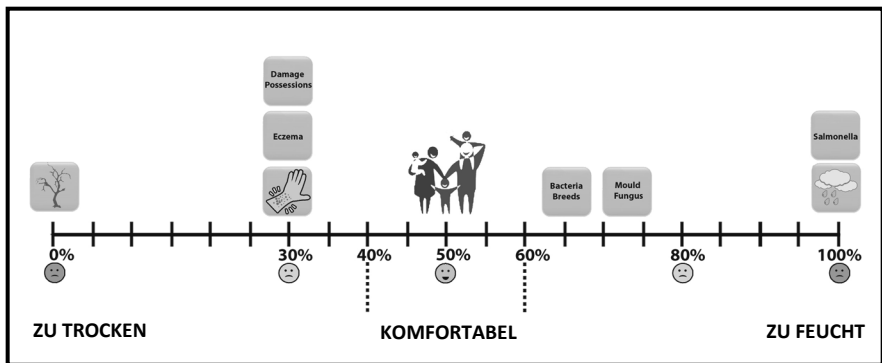 Damage
Possessions
Eczema
Salmonella
Bacteria
Breeds
Mould
Fungus
0%
30%
40%
50%
60%
80%
100%
ZU TROCKEN
KOMFORTABEL
ZU FEUCHT